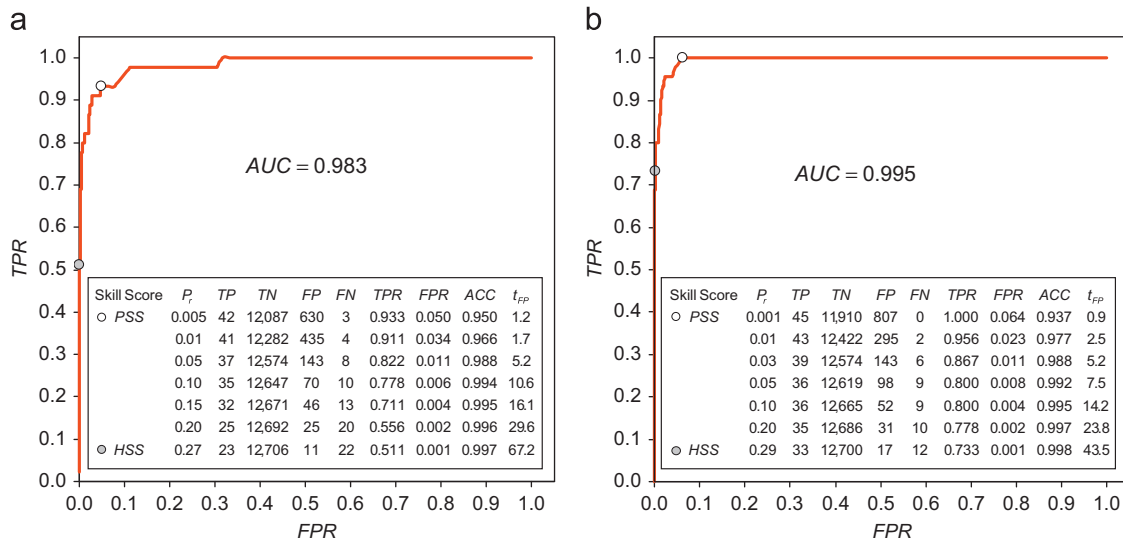 a
1.0
0.9
0.8
0.7
0.6
0.5
0.4
0.3
0.2
0.1
0.0
TPR
AUC = 0.983
Skill Score Pr TP TN FP FN TPR FPR ACC tFP
PSS 0.005 42 12,087 630 3 0.933 0.050 0.950 1.2
0.01 41 12,282 435 4 0.911 0.034 0.966 1.7
0.05 37 12,574 143 8 0.822 0.011 0.988 5.2
0.10 35 12,647 70 10 0.778 0.006 0.994 10.6
0.15 32 12,671 46 13 0.711 0.004 0.995 16.1
0.20 25 12,692 25 20 0.556 0.002 0.996 29.6
HSS 0.27 23 12,706 11 22 0.511 0.001 0.997 67.2
0.0 0.1 0.2 0.3 0.4 0.5 0.6 0.7 0.8 0.9 1.0
FPR
b
1.0
0.9
0.8
0.7
0.6
0.5
0.4
0.3
0.2
0.1
0.0
TPR
AUC = 0.995
Skill Score Pr TP TN FP FN TPR FPR ACC tFP
PSS 0.001 45 11,910 807 0 1.000 0.064 0.937 0.9
0.01 43 12,422 295 2 0.956 0.023 0.977 2.5
0.03 39 12,574 143 6 0.867 0.011 0.988 5.2
0.05 36 12,619 98 9 0.800 0.008 0.992 7.5
0.10 36 12,665 52 9 0.800 0.004 0.995 14.2
0.20 35 12,686 31 10 0.778 0.002 0.997 23.8
HSS 0.29 33 12,700 17 12 0.733 0.001 0.998 43.5
0.0 0.1 0.2 0.3 0.4 0.5 0.6 0.7 0.8 0.9 1.0
FPR